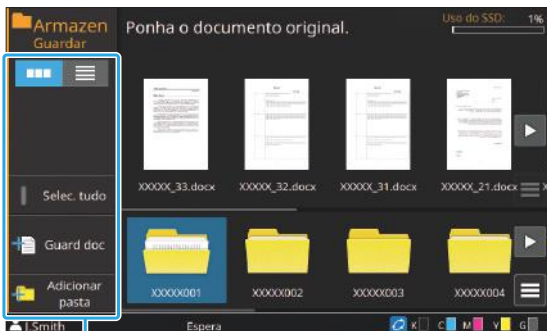 Armazen
Guardar
Ponha o documento original.
Uso do SSD: 1%
XXXXX_33.docx
XXXXX_32.docx
XXXXX_31.docx
XXXXX_21.docx
Selec. tudo
Guard doc
Adicionar
pasta
XXXXX001
XXXXX002
XXXXX003
XXXXX004
J.Smith
Espera
K C M Y G